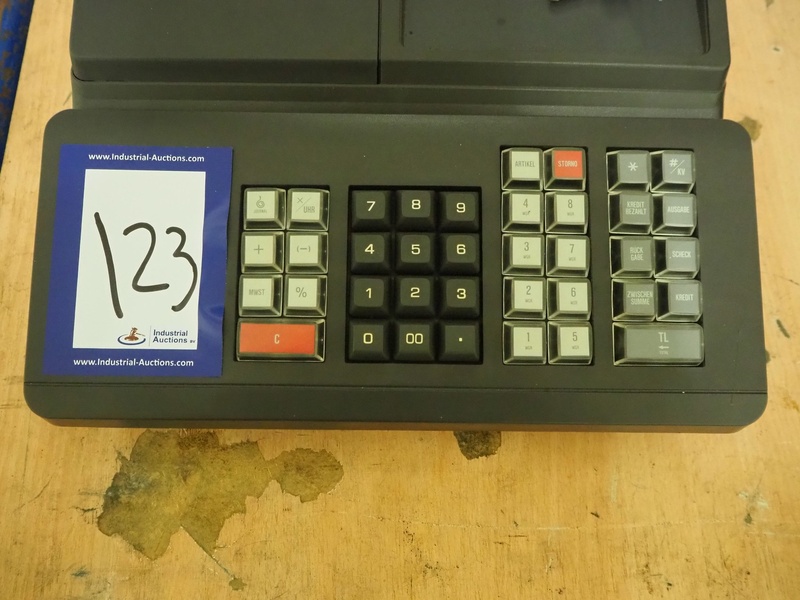 www.Industrial-Auctions.com
123
Industrial
Auctions BV
www.Industrial-Auctions.com
×/UHR
+ (—)
MWST %
C
7 8 9
4 5 6
1 2 3
0 00 .
ARTIKEL STORNO
4 8
3 7
2 6
1 5
* #/KV
KREDIT BEZAHLT AUSGABE
RÜCK GABE SCHECK
ZWISCHEN SUMME KREDIT
TL